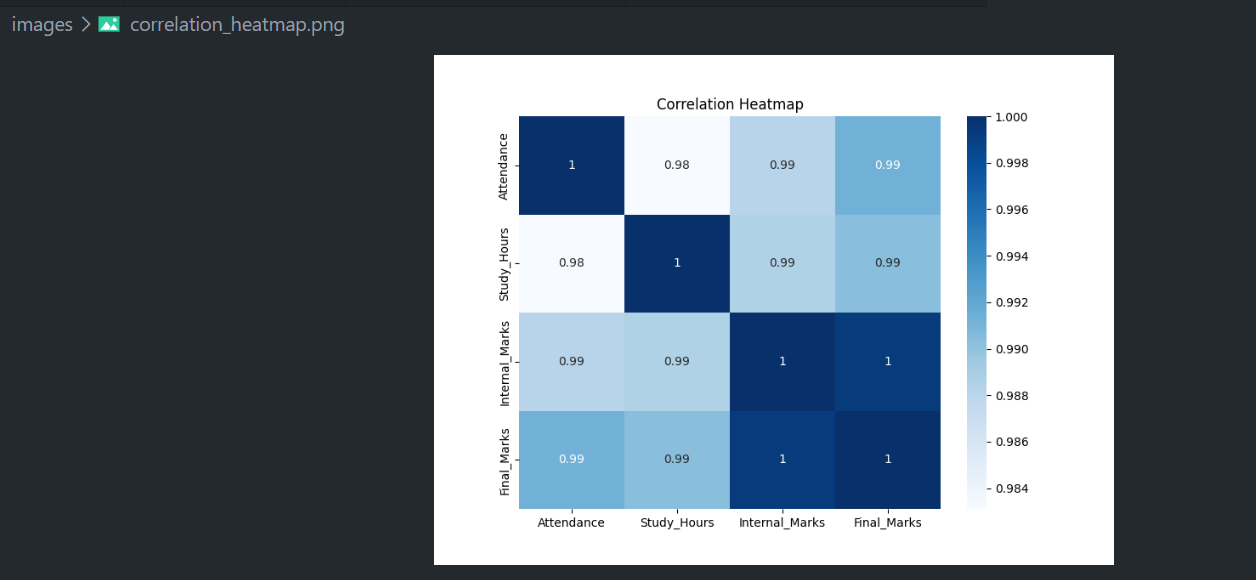 images > correlation_heatmap.png
Correlation Heatmap
Attendance 1 0.98 0.99 0.99
Study_Hours 0.98 1 0.99 0.99
Internal_Marks 0.99 0.99 1 1
Final_Marks 0.99 0.99 1 1
Attendance Study_Hours Internal_Marks Final_Marks
1.000
0.998
0.996
0.994
0.992
0.990
0.988
0.986
0.984